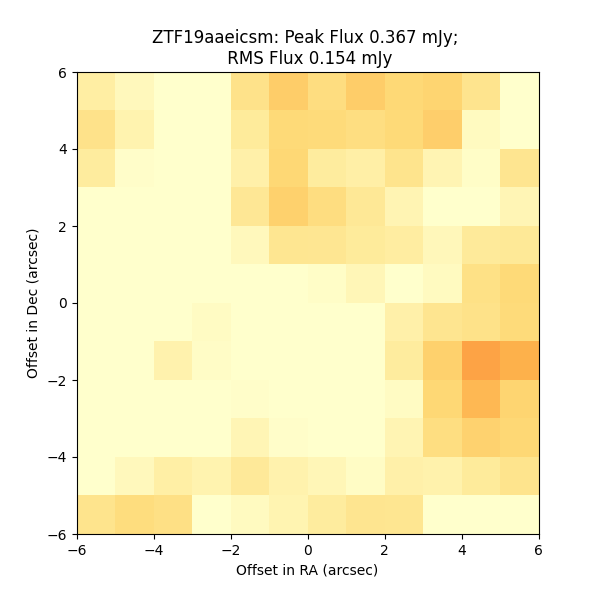 ZTF19aaeicsm: Peak Flux 0.367 mJy;
RMS Flux 0.154 mJy
6
4
2
0
−2
−4
−6
Offset in Dec (arcsec)
−6 −4 −2 0 2 4 6
Offset in RA (arcsec)